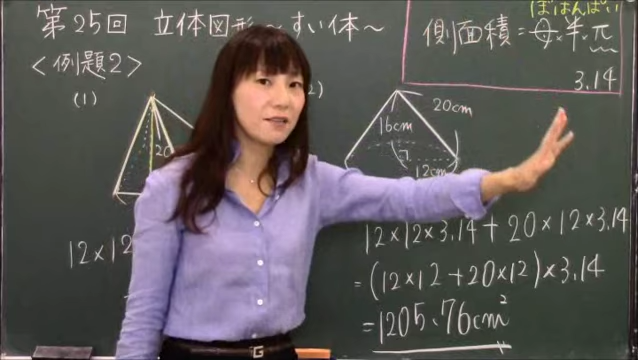 第25回 立体図形 〜すい体〜
<例題2>
(1)
2)
ぼはんぱい
側面積=母・半・π
3.14
20cm
16cm
12cm
12×12
12×12×3.14+20×12×3.14
=(12×12+20×12)×3.14
=1205.76cm²